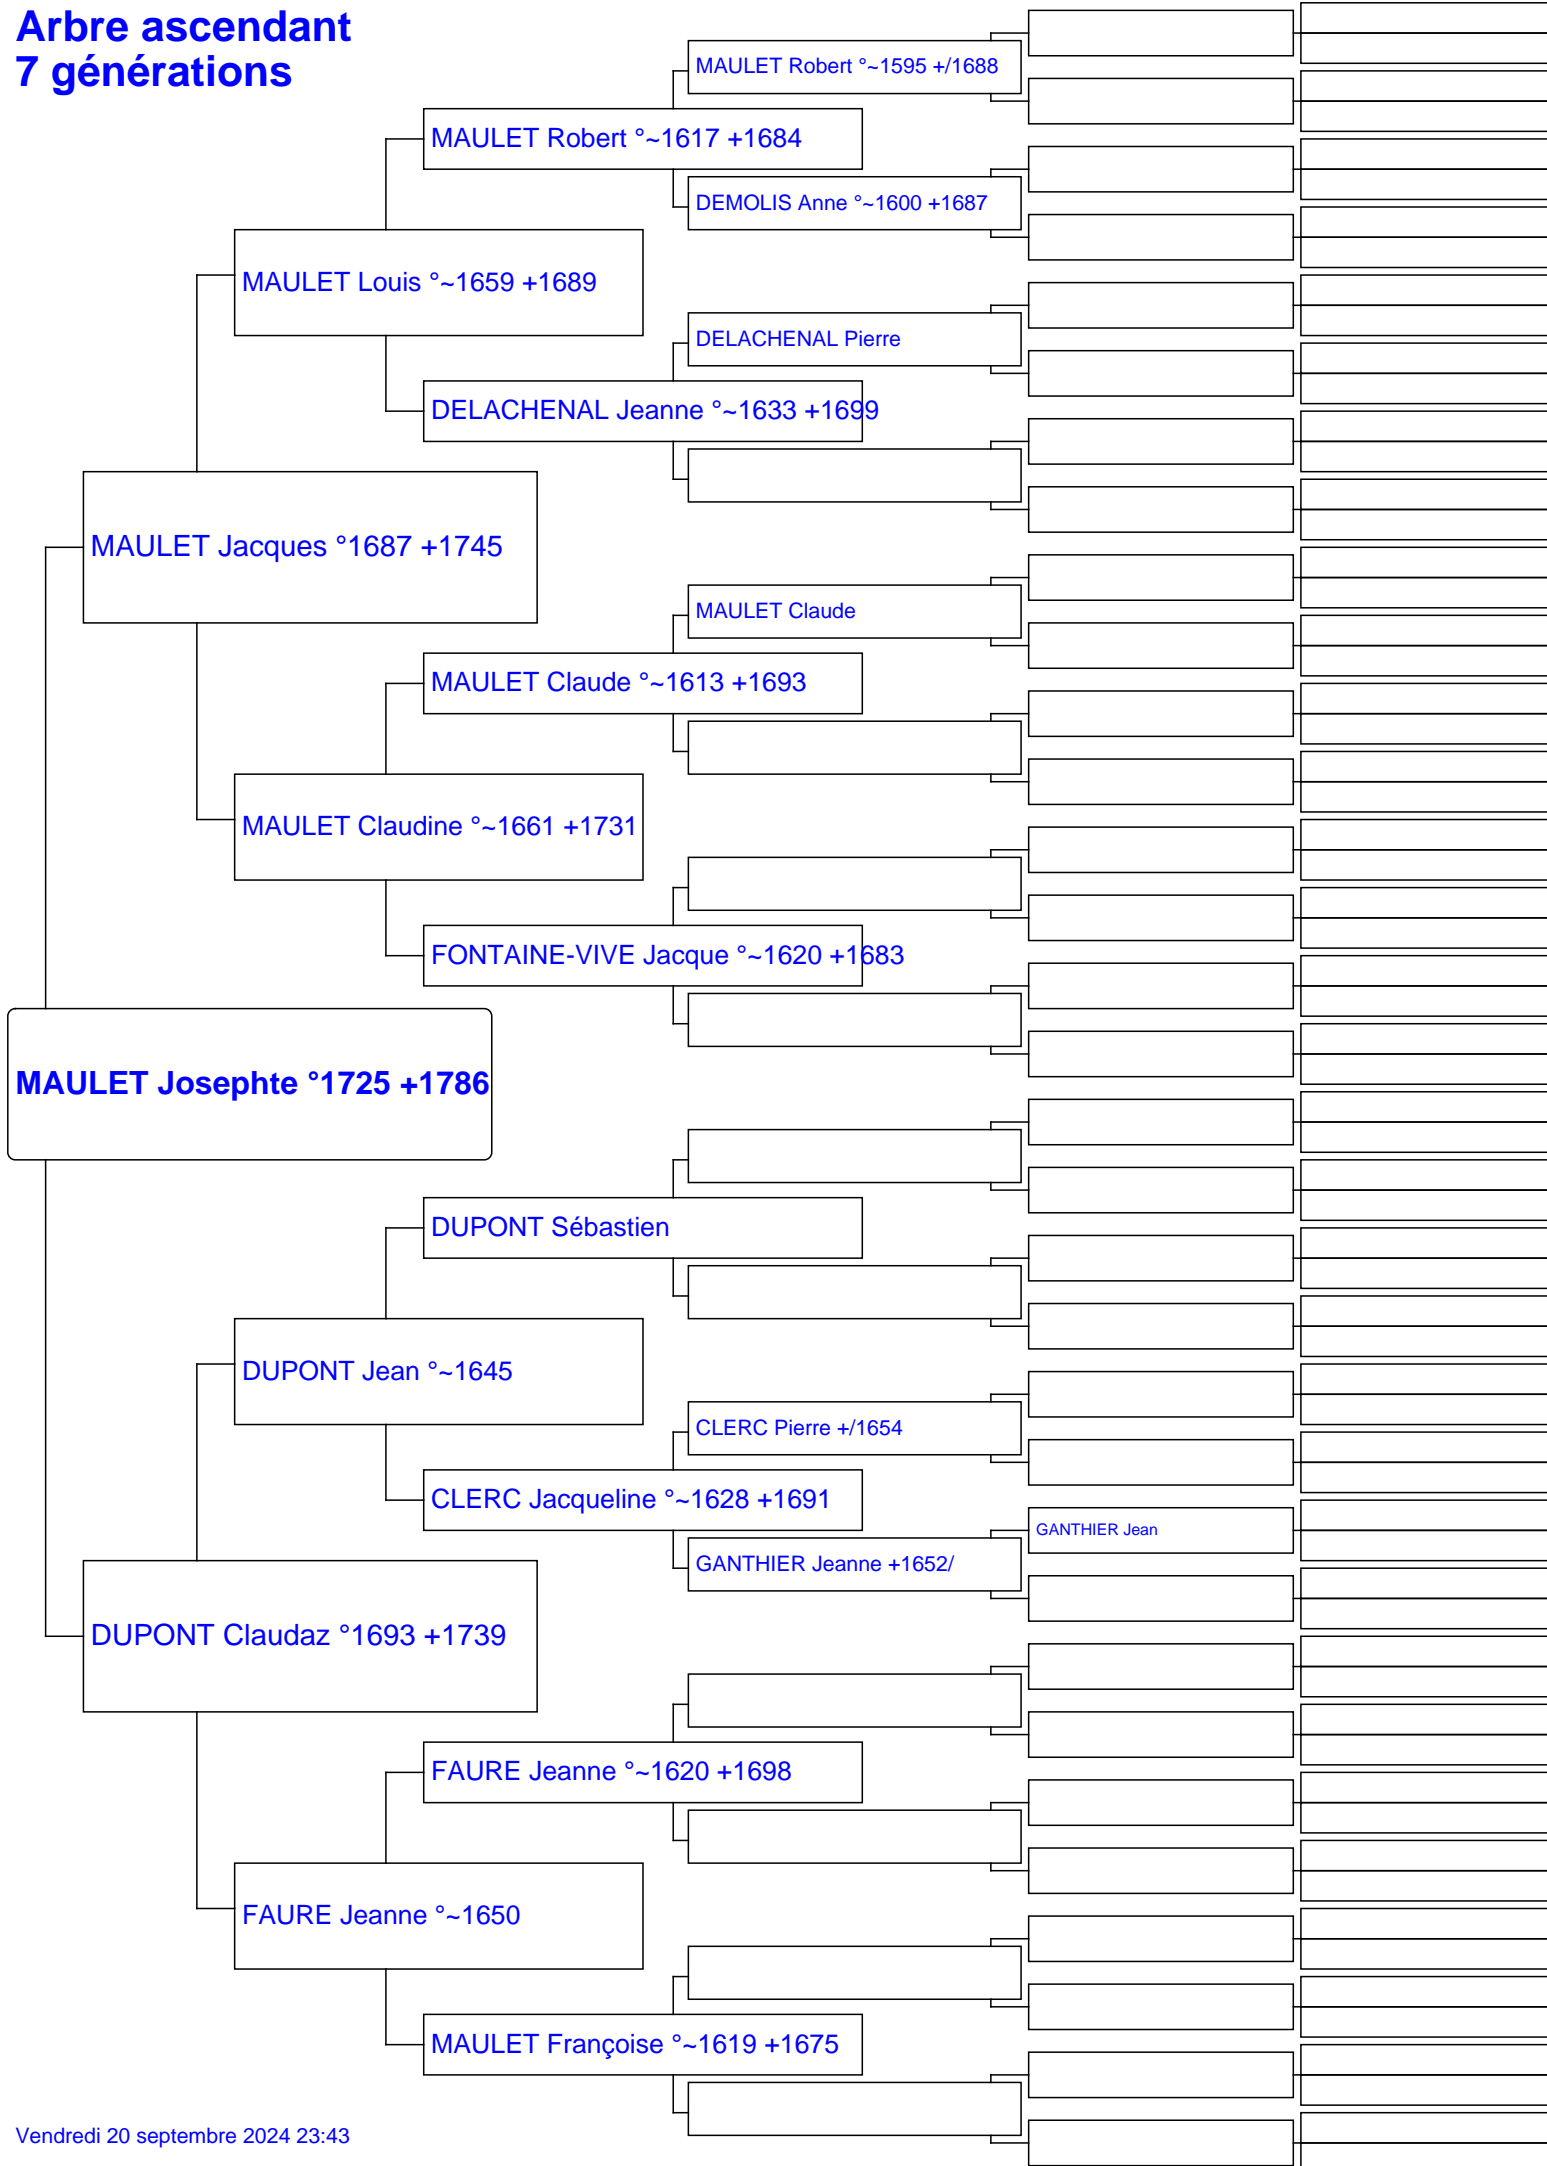 Arbre ascendant
7 générations
MAULET Robert °~1595 +/1688
MAULET Robert °~1617 +1684
DEMOLIS Anne °~1600 +1687
MAULET Louis °~1659 +1689
DELACHENAL Pierre
DELACHENAL Jeanne °~1633 +1699
MAULET Jacques °1687 +1745
MAULET Claude
MAULET Claude °~1613 +1693
MAULET Claudine °~1661 +1731
FONTAINE-VIVE Jacque °~1620 +1683
MAULET Josephte °1725 +1786
DUPONT Sébastien
DUPONT Jean °~1645
CLERC Pierre +/1654
CLERC Jacqueline °~1628 +1691
GANTHIER Jean
GANTHIER Jeanne +1652/
DUPONT Claudaz °1693 +1739
FAURE Jeanne °~1620 +1698
FAURE Jeanne °~1650
MAULET Françoise °~1619 +1675
Vendredi 20 septembre 2024 23:43